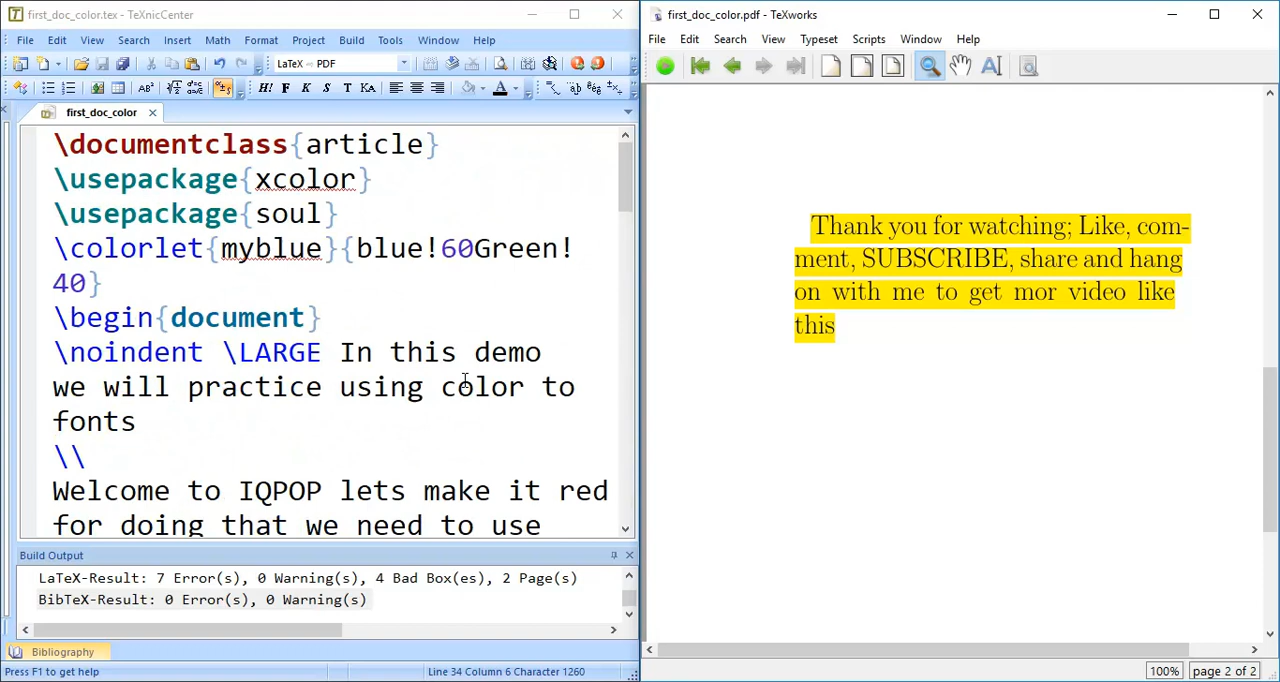 first_doc_color.tex - TeXnicCenter
File Edit View Search Insert Math Format Project Build Tools Window Help
LaTeX → PDF
first_doc_color
\documentclass{article}
\usepackage{xcolor}
\usepackage{soul}
\colorlet{myblue}{blue!60Green!
40}
\begin{document}
\noindent \LARGE In this demo
we will practice using color to
fonts
\\
Welcome to IQPOP lets make it red
for doing that we need to use
Build Output
LaTeX-Result: 7 Error(s), 0 Warning(s), 4 Bad Box(es), 2 Page(s)
BibTeX-Result: 0 Error(s), 0 Warning(s)
Bibliography
Press F1 to get help
Line 34 Column 6 Character 1260
first_doc_color.pdf - TeXworks
File Edit Search View Typeset Scripts Window Help
Thank you for watching; Like, com-
ment, SUBSCRIBE, share and hang
on with me to get mor video like
this
100% page 2 of 2